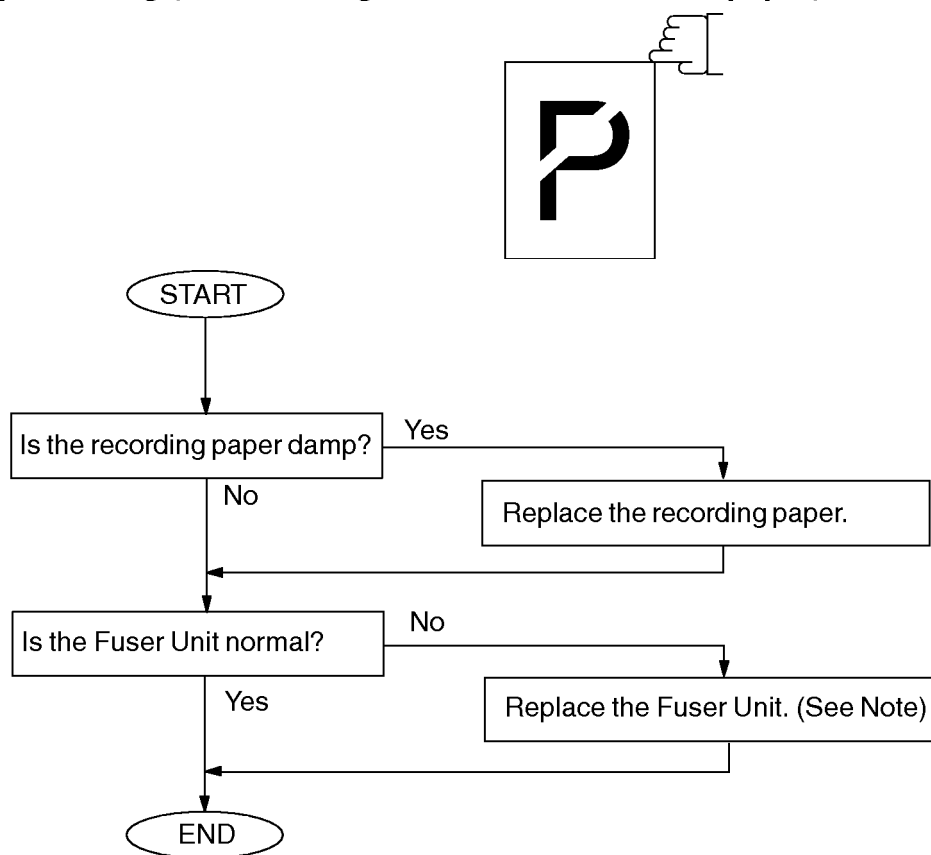 P
START
Is the recording paper damp?
Yes
No
Replace the recording paper.
Is the Fuser Unit normal?
No
Yes
Replace the Fuser Unit. (See Note)
END